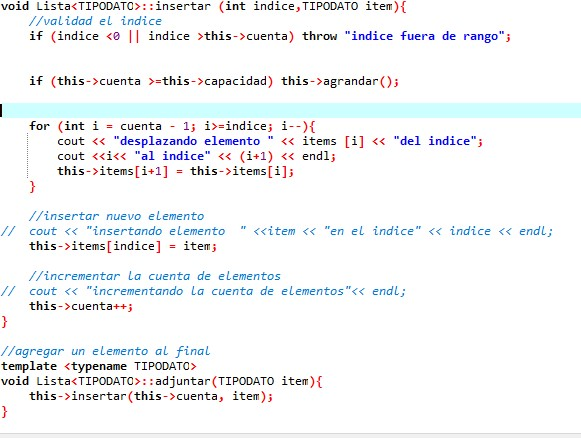 void Lista<TIPODATO>::insertar (int indice,TIPODATO item){
//validad el indice
if (indice <0 || indice >this->cuenta) throw "indice fuera de rango";
if (this->cuenta >=this->capacidad) this->agrandar();
for (int i = cuenta - 1; i>=indice; i--){
cout << "desplazando elemento " << items [i] << "del indice";
cout <<i<< "al indice" << (i+1) << endl;
this->items[i+1] = this->items[i];
}
//insertar nuevo elemento
// cout << "insertando elemento  " <<item << "en el indice" << indice << endl;
this->items[indice] = item;
//incrementar la cuenta de elementos
// cout << "incrementando la cuenta de elementos"<< endl;
this->cuenta++;
}
//agregar un elemento al final
template <typename TIPODATO>
void Lista<TIPODATO>::adjuntar(TIPODATO item){
this->insertar(this->cuenta, item);
}